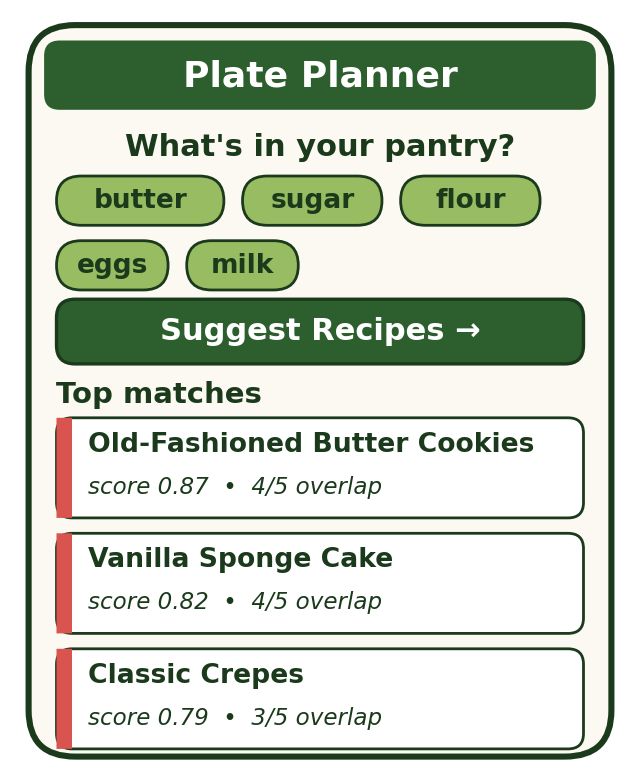 Plate Planner
What's in your pantry?
butter sugar flour
eggs milk
Suggest Recipes →
Top matches
Old-Fashioned Butter Cookies
score 0.87 • 4/5 overlap
Vanilla Sponge Cake
score 0.82 • 4/5 overlap
Classic Crepes
score 0.79 • 3/5 overlap